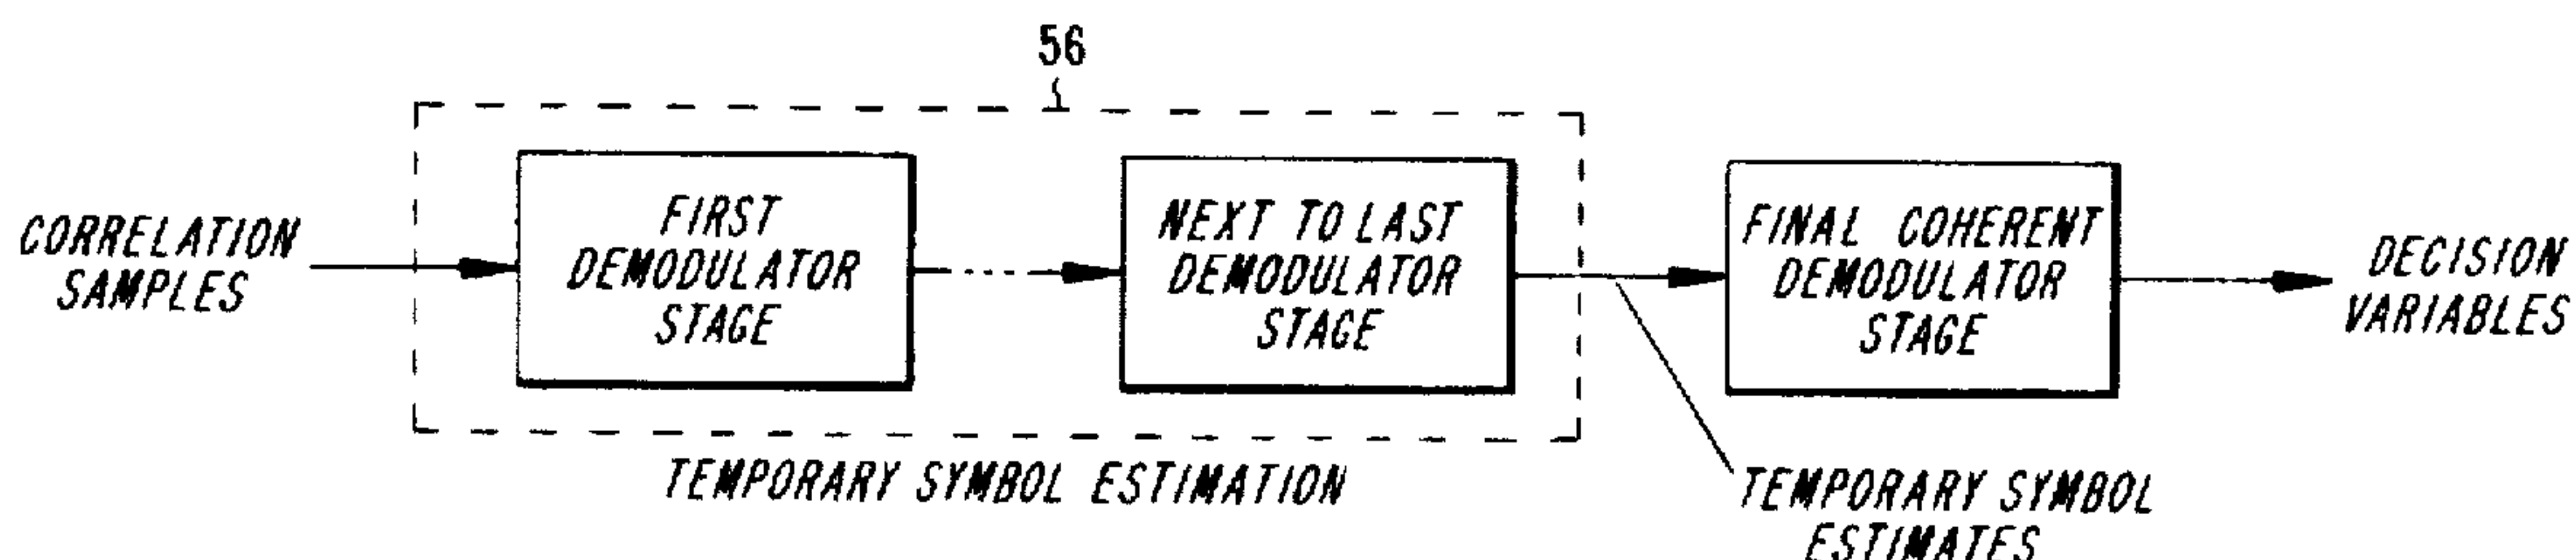 56
CORRELATION
SAMPLES
FIRST
DEMODULATOR
STAGE
NEXT TO LAST
DEMODULATOR
STAGE
FINAL COHERENT
DEMODULATOR
STAGE
DECISION
VARIABLES
TEMPORARY SYMBOL ESTIMATION
TEMPORARY SYMBOL
ESTIMATES